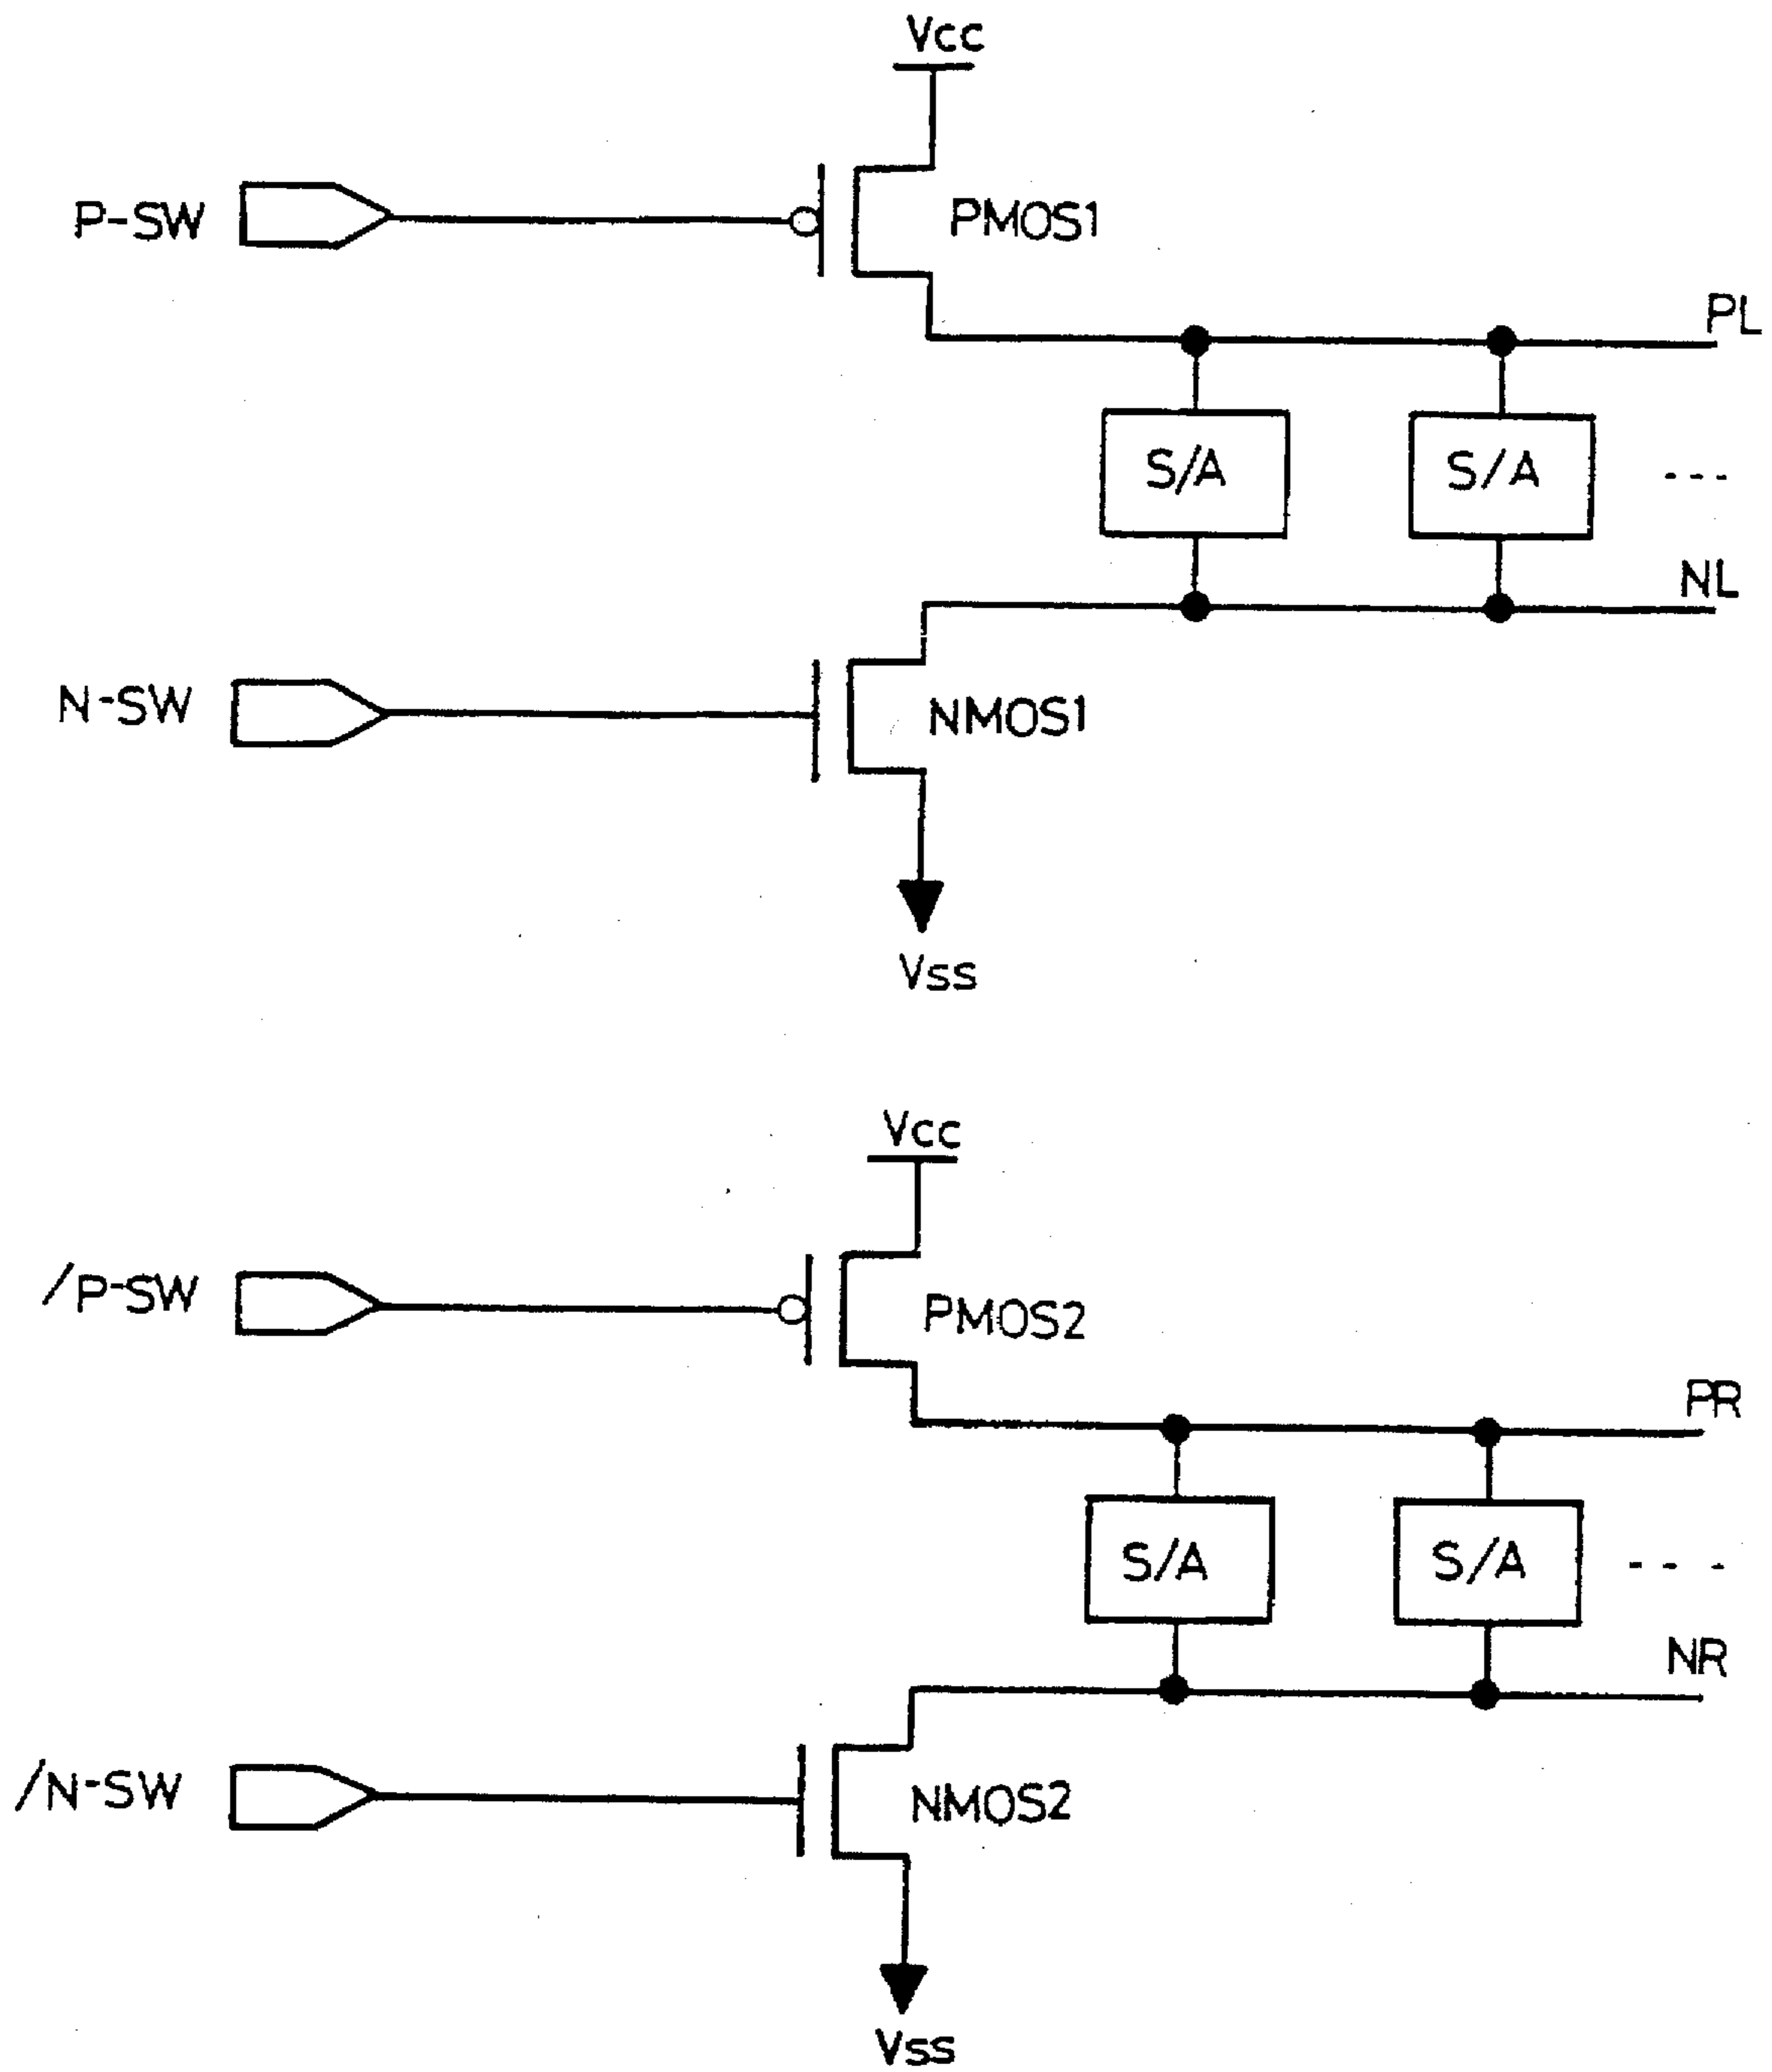 Vcc
P-SW
PMOS1
PL
S/A S/A ---
NL
N-SW
NMOS1
Vss
Vcc
/P-SW
PMOS2
PR
S/A S/A ---
NR
/N-SW
NMOS2
Vss